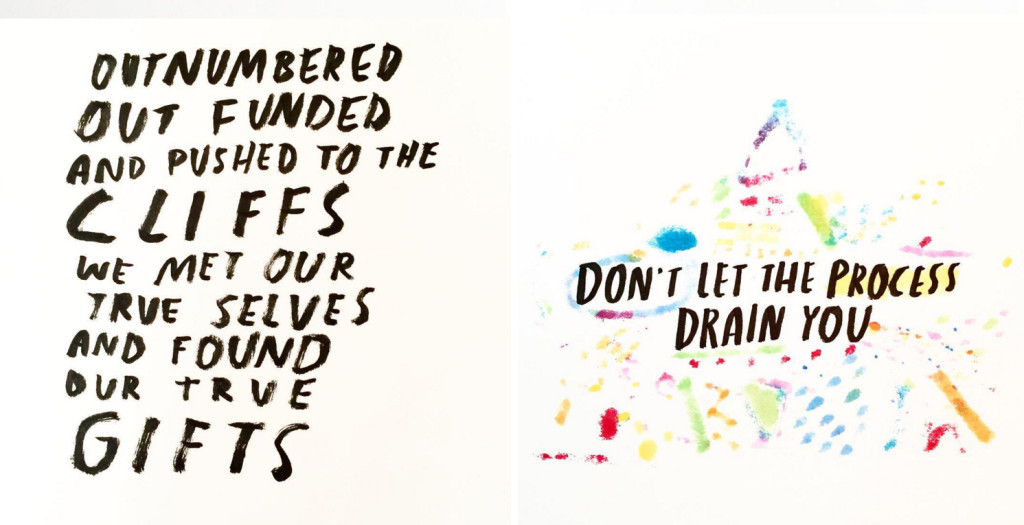 OUTNUMBERED
OUT FUNDED
AND PUSHED TO THE
CLIFFS
WE MET OUR
TRUE SELVES
AND FOUND
OUR TRUE
GIFTS
DON'T LET THE PROCESS
DRAIN YOU